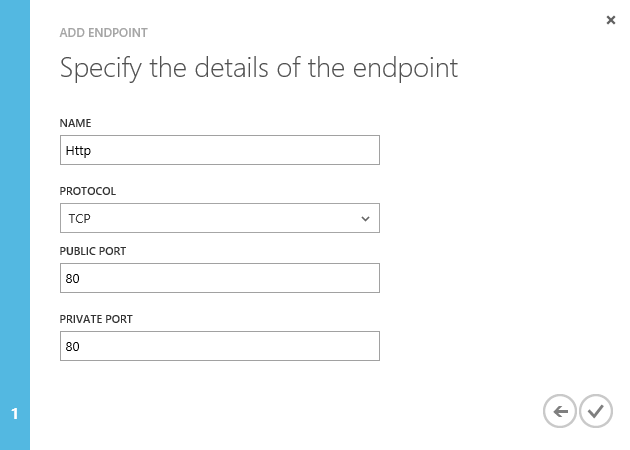 ADD ENDPOINT
Specify the details of the endpoint
NAME
Http
PROTOCOL
TCP
PUBLIC PORT
80
PRIVATE PORT
80
1